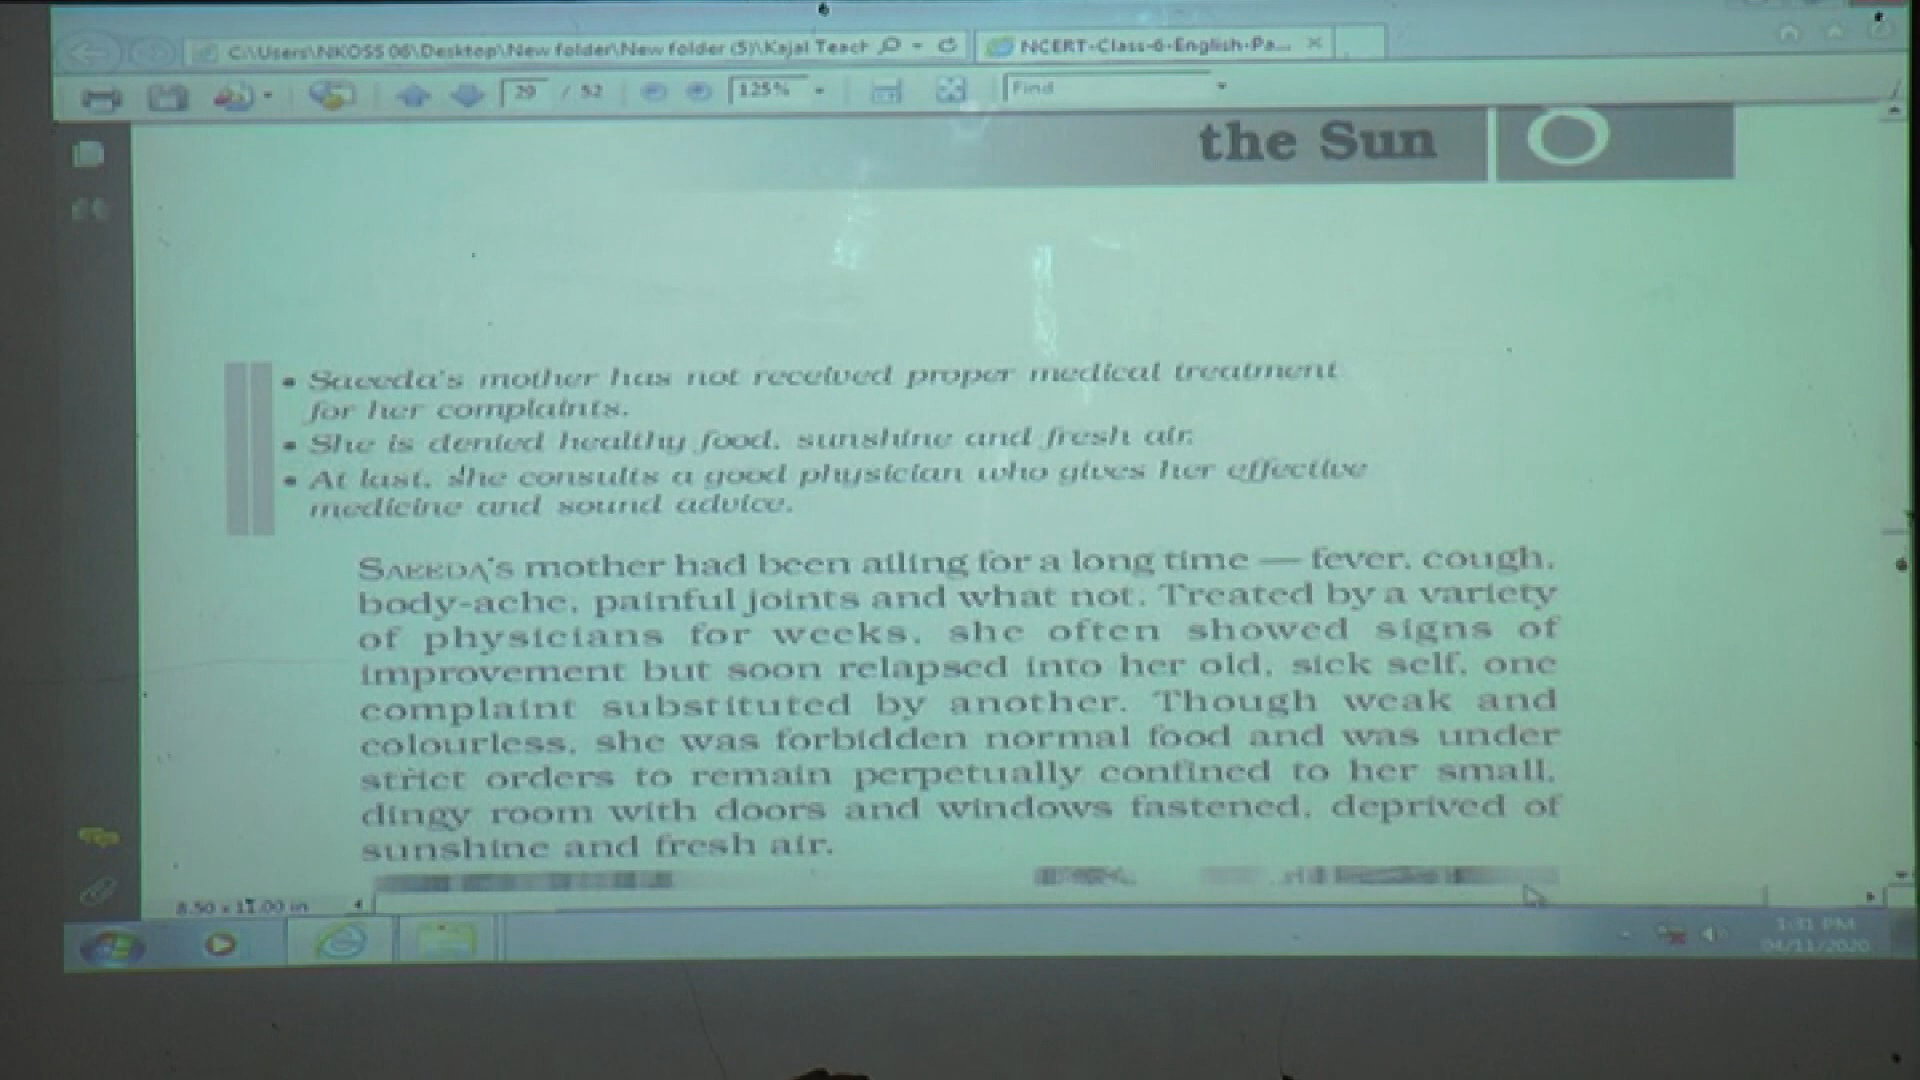 C:\Users\NKOSS 06\Desktop\New folder\New folder (5)\Kajal Teach
NCERT-Class-6-English-Pa...
29 / 52
125%
Find
the Sun
• Saeeda's mother has not received proper medical treatment
for her complaints.
• She is denied healthy food, sunshine and fresh air.
• At last, she consults a good physician who gives her effective
medicine and sound advice.
SAEEDA'S mother had been ailing for a long time — fever, cough,
body-ache, painful joints and what not. Treated by a variety
of physicians for weeks, she often showed signs of
improvement but soon relapsed into her old, sick self, one
complaint substituted by another. Though weak and
colourless, she was forbidden normal food and was under
strict orders to remain perpetually confined to her small,
dingy room with doors and windows fastened, deprived of
sunshine and fresh air.
8.50 x 11.00 in
1:31 PM
04/11/2020